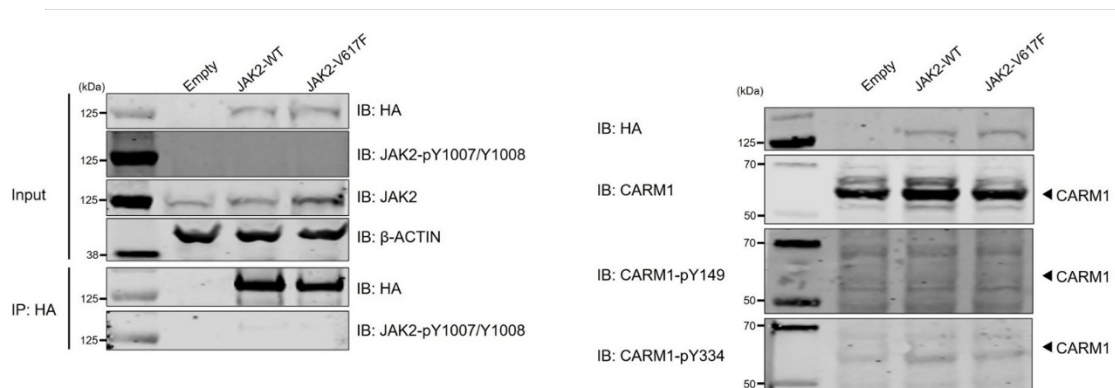 Empty
JAK2-WT
JAK2-V617F
(kDa)
Input
125
IB: HA
125
IB: JAK2-pY1007/Y1008
125
IB: JAK2
38
IB: β-ACTIN
IP: HA
125
IB: HA
125
IB: JAK2-pY1007/Y1008
Empty
JAK2-WT
JAK2-V617F
(kDa)
IB: HA
125
70
IB: CARM1
CARM1
50
70
IB: CARM1-pY149
CARM1
50
70
IB: CARM1-pY334
CARM1
50